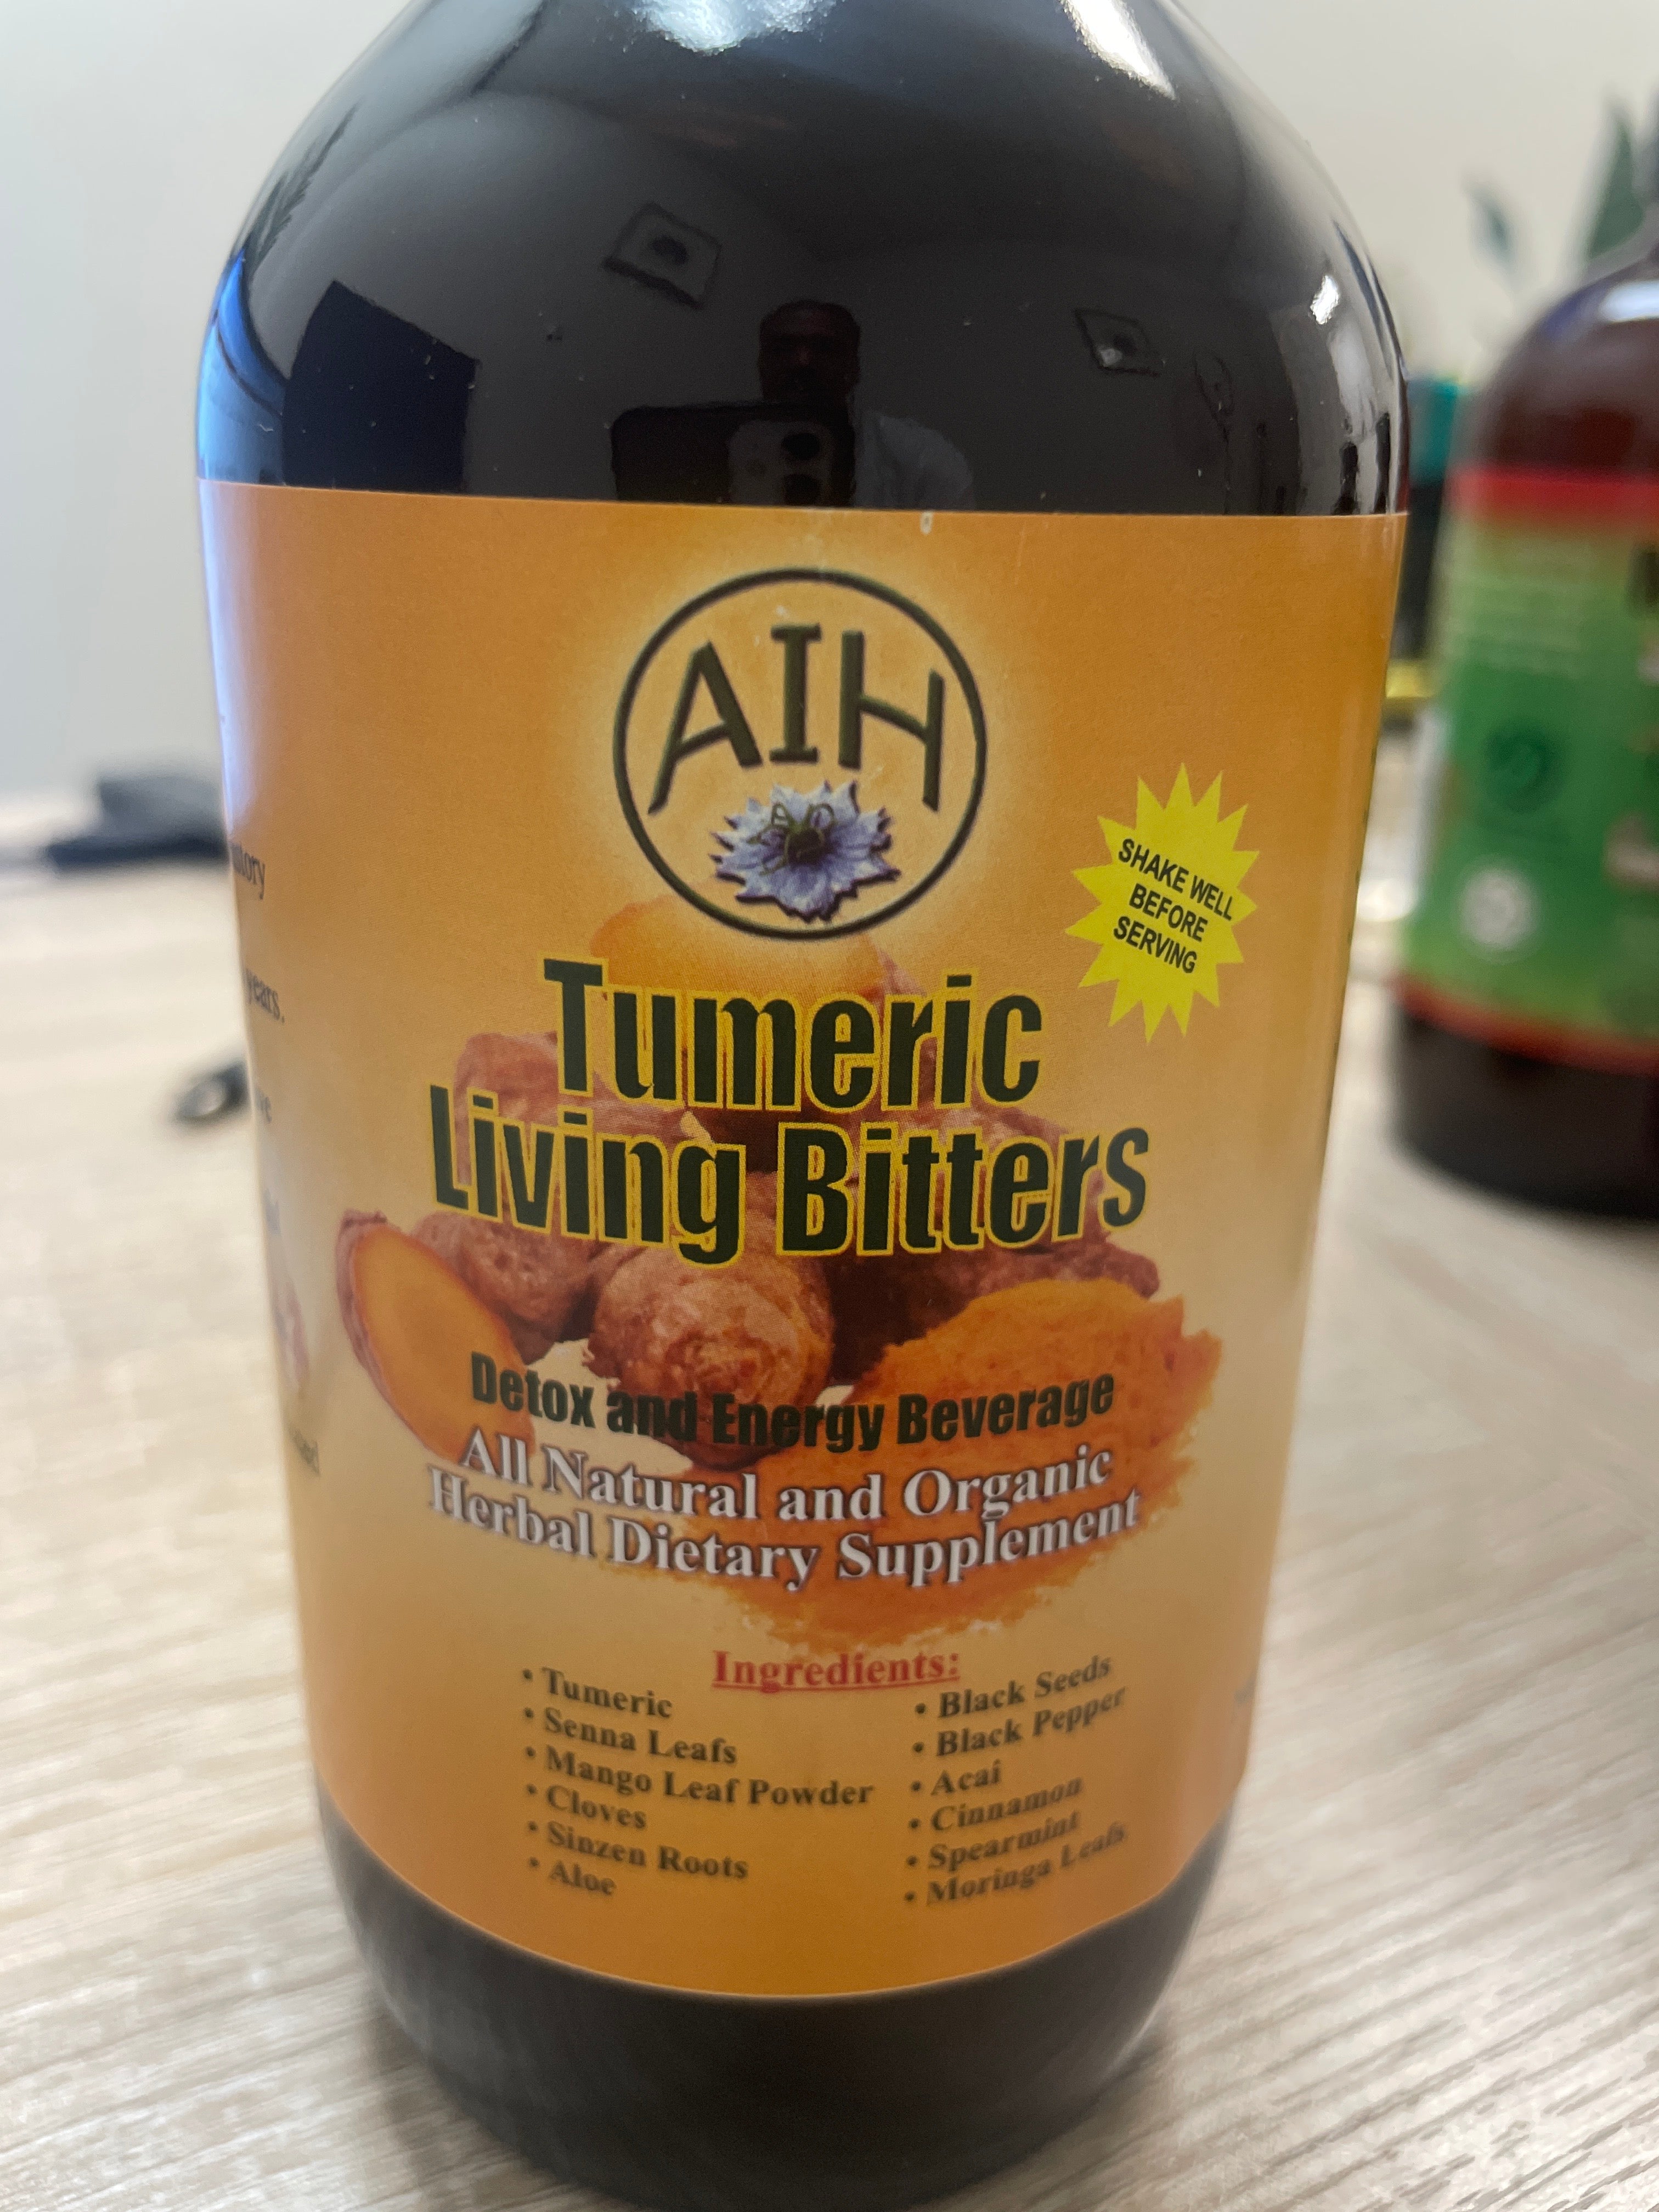 AIH
SHAKE WELL
BEFORE
SERVING
Tumeric
Living Bitters
Detox and Energy Beverage
All Natural and Organic
Herbal Dietary Supplement
Ingredients:
• Tumeric
• Senna Leafs
• Mango Leaf Powder
• Cloves
• Sinzen Roots
• Aloe
• Black Seeds
• Black Pepper
• Acai
• Cinnamon
• Spearmint
• Moringa Leafs
years.